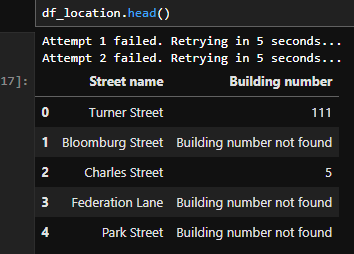 df_location.head()
Attempt 1 failed. Retrying in 5 seconds...
Attempt 2 failed. Retrying in 5 seconds...
17]:
Street name Building number
0 Turner Street 111
1 Bloomburg Street Building number not found
2 Charles Street 5
3 Federation Lane Building number not found
4 Park Street Building number not found